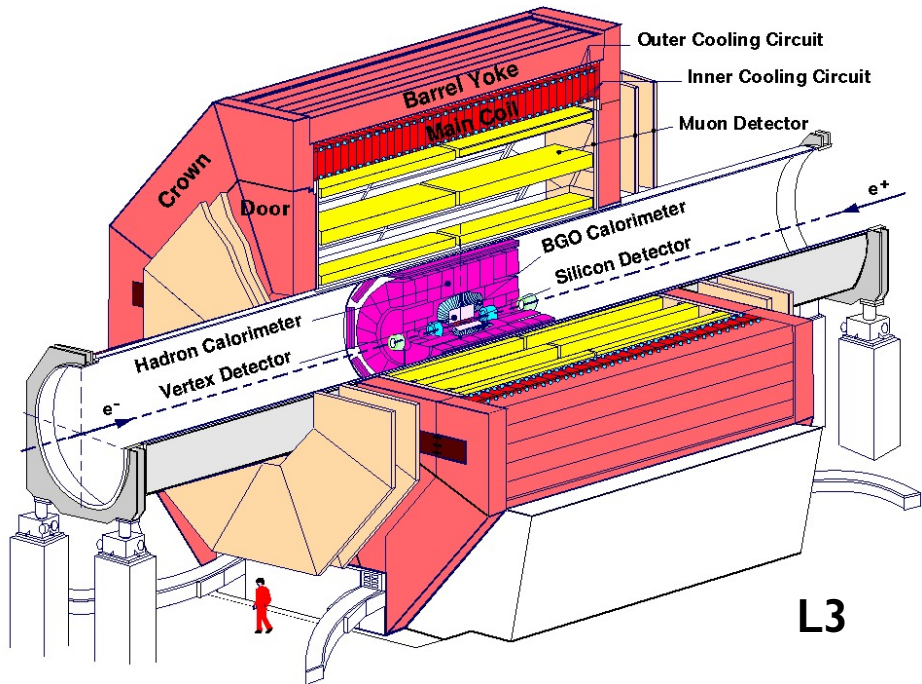 Outer Cooling Circuit
Barrel Yoke
Inner Cooling Circuit
Main Coil
Muon Detector
Crown
Door
e+
BGO Calorimeter
Silicon Detector
Hadron Calorimeter
Vertex Detector
e-
L3